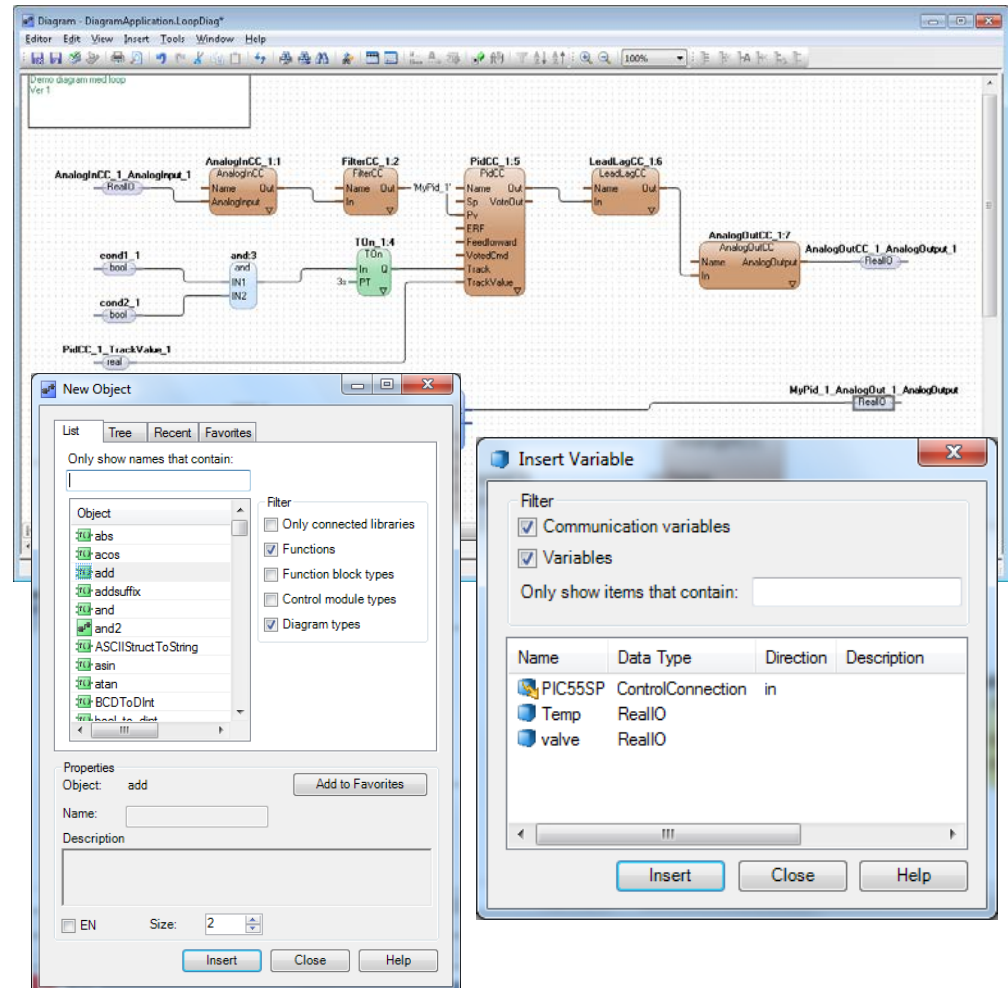 Diagram - DiagramApplication.LoopDiag*
Editor Edit View Insert Tools Window Help
100%
Demo diagram med loop
Ver 1
AnalogInCC_1:1 FilterCC_1:2 PidCC_1:5 LeadLagCC_1:6
AnalogInCC_1_AnalogInput_1 AnalogInCC FilterCC PidCC LeadLagCC
RealIO Name Out Name Out 'MyPid_1' Name Out Name Out
AnalogInput In Sp VoteOut In
Pv
ERF
Feedforward
VotedCmd
Track
TrackValue
AnalogOutCC_1:7
AnalogOutCC AnalogOutCC_1_AnalogOutput_1
Name AnalogOutput RealIO
In
cond1_1 and:3 TOn_1:4
bool and TOn
IN1 In Q
IN2 3s PT
cond2_1
bool
PidCC_1_TrackValue_1
real
MyPid_1_AnalogOut_1_AnalogOutput
RealIO
New Object
List Tree Recent Favorites
Only show names that contain:
Object
abs
acos
add
addsuffix
and
and2
ASCIIStructToString
asin
atan
BCDToDInt
bool_to_dint
Filter
Only connected libraries
Functions
Function block types
Control module types
Diagram types
Properties
Object: add Add to Favorites
Name:
Description
EN Size: 2
Insert Close Help
Insert Variable
Filter
Communication variables
Variables
Only show items that contain:
Name Data Type Direction Description
PIC55SP ControlConnection in
Temp RealIO
valve RealIO
Insert Close Help